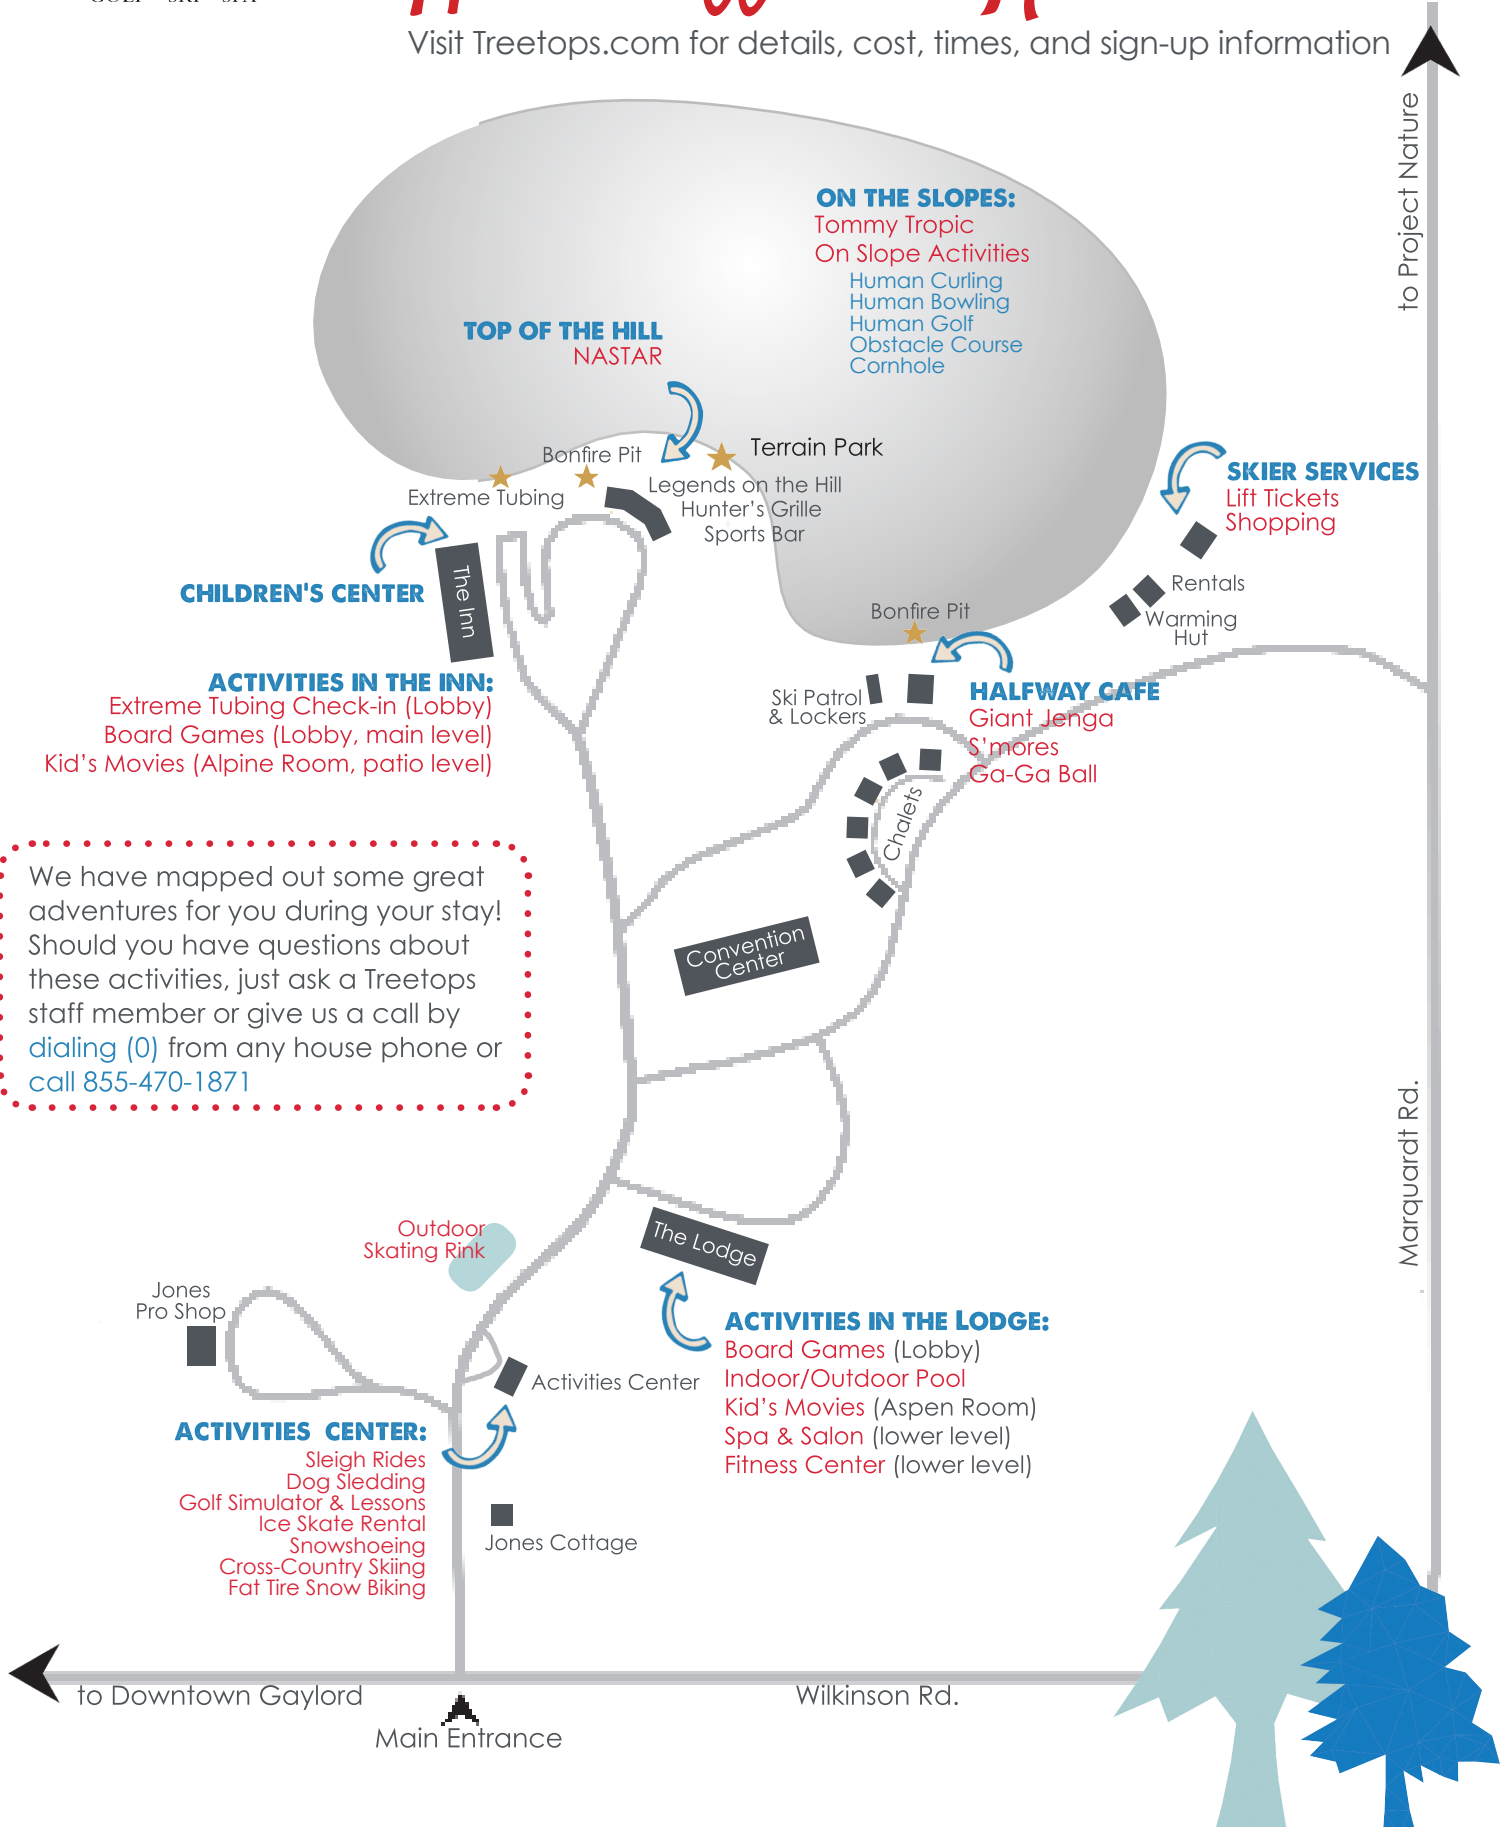 Visit Treetops.com for details, cost, times, and sign-up information
to Project Nature
ON THE SLOPES:
Tommy Tropic
On Slope Activities
Human Curling
Human Bowling
Human Golf
Obstacle Course
Cornhole
TOP OF THE HILL
NASTAR
Bonfire Pit
Terrain Park
Extreme Tubing
Legends on the Hill
Hunter's Grille
Sports Bar
SKIER SERVICES
Lift Tickets
Shopping
Rentals
Warming
Hut
CHILDREN'S CENTER
The Inn
Bonfire Pit
ACTIVITIES IN THE INN:
Extreme Tubing Check-in (Lobby)
Board Games (Lobby, main level)
Kid's Movies (Alpine Room, patio level)
Ski Patrol
& Lockers
HALFWAY CAFE
Giant Jenga
S'mores
Ga-Ga Ball
Chalets
We have mapped out some great
adventures for you during your stay!
Should you have questions about
these activities, just ask a Treetops
staff member or give us a call by
dialing (0) from any house phone or
call 855-470-1871
Convention
Center
Marquardt Rd.
Outdoor
Skating Rink
The Lodge
Jones
Pro Shop
ACTIVITIES IN THE LODGE:
Board Games (Lobby)
Indoor/Outdoor Pool
Kid's Movies (Aspen Room)
Spa & Salon (lower level)
Fitness Center (lower level)
Activities Center
ACTIVITIES CENTER:
Sleigh Rides
Dog Sledding
Golf Simulator & Lessons
Ice Skate Rental
Snowshoeing
Cross-Country Skiing
Fat Tire Snow Biking
Jones Cottage
to Downtown Gaylord
Wilkinson Rd.
Main Entrance